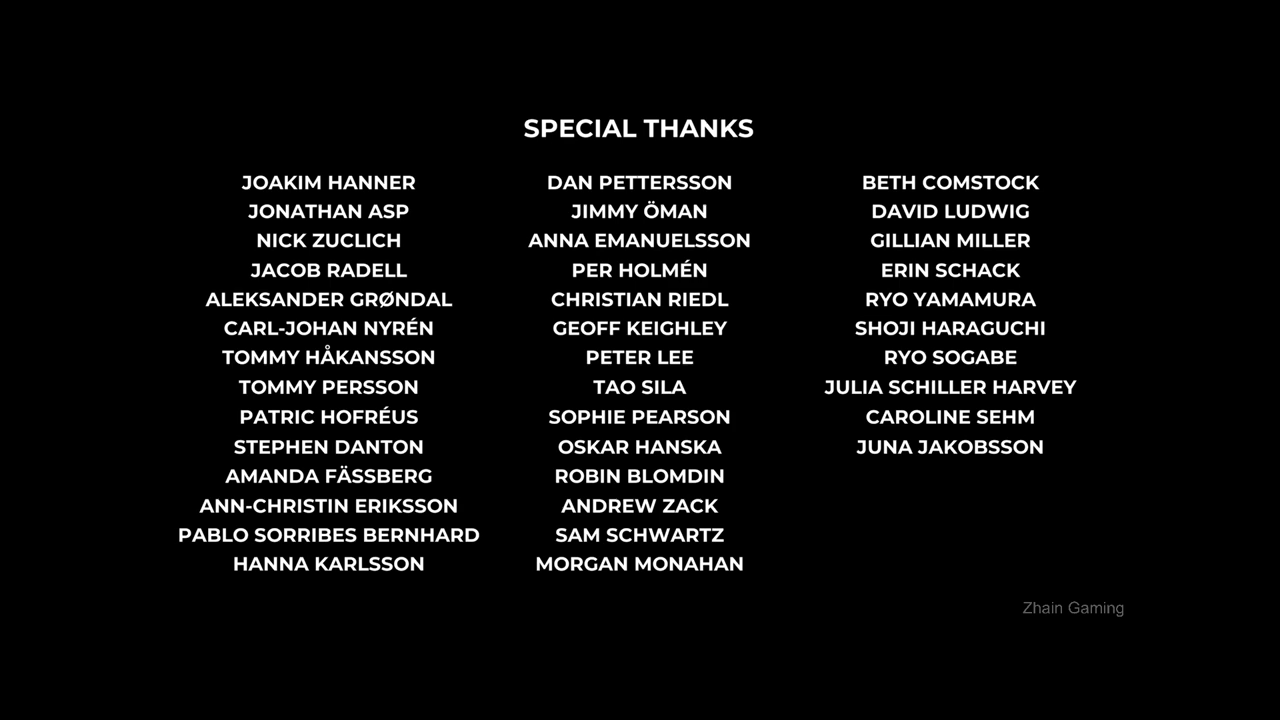 SPECIAL THANKS
JOAKIM HANNER
JONATHAN ASP
NICK ZUCLICH
JACOB RADELL
ALEKSANDER GRØNDAL
CARL-JOHAN NYRÉN
TOMMY HÅKANSSON
TOMMY PERSSON
PATRIC HOFRÉUS
STEPHEN DANTON
AMANDA FÄSSBERG
ANN-CHRISTIN ERIKSSON
PABLO SORRIBES BERNHARD
HANNA KARLSSON
DAN PETTERSSON
JIMMY ÖMAN
ANNA EMANUELSSON
PER HOLMÉN
CHRISTIAN RIEDL
GEOFF KEIGHLEY
PETER LEE
TAO SILA
SOPHIE PEARSON
OSKAR HANSKA
ROBIN BLOMDIN
ANDREW ZACK
SAM SCHWARTZ
MORGAN MONAHAN
BETH COMSTOCK
DAVID LUDWIG
GILLIAN MILLER
ERIN SCHACK
RYO YAMAMURA
SHOJI HARAGUCHI
RYO SOGABE
JULIA SCHILLER HARVEY
CAROLINE SEHM
JUNA JAKOBSSON
Zhain Gaming